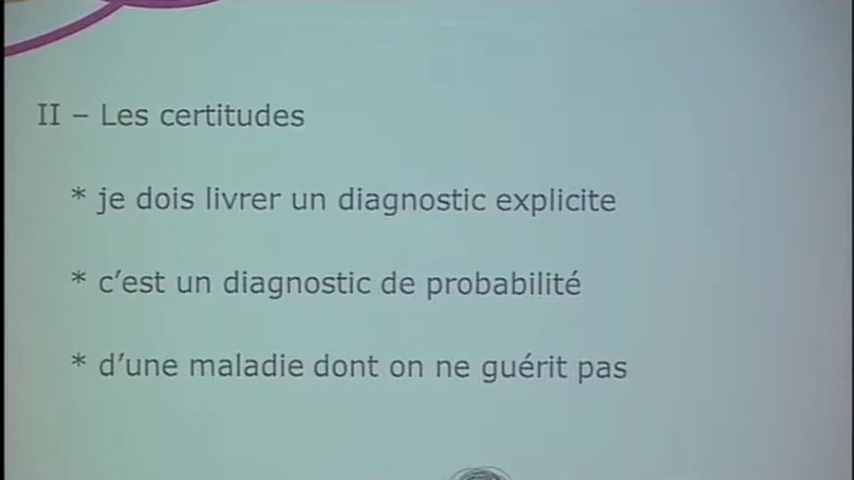 II – Les certitudes
* je dois livrer un diagnostic explicite
* c’est un diagnostic de probabilité
* d’une maladie dont on ne guérit pas